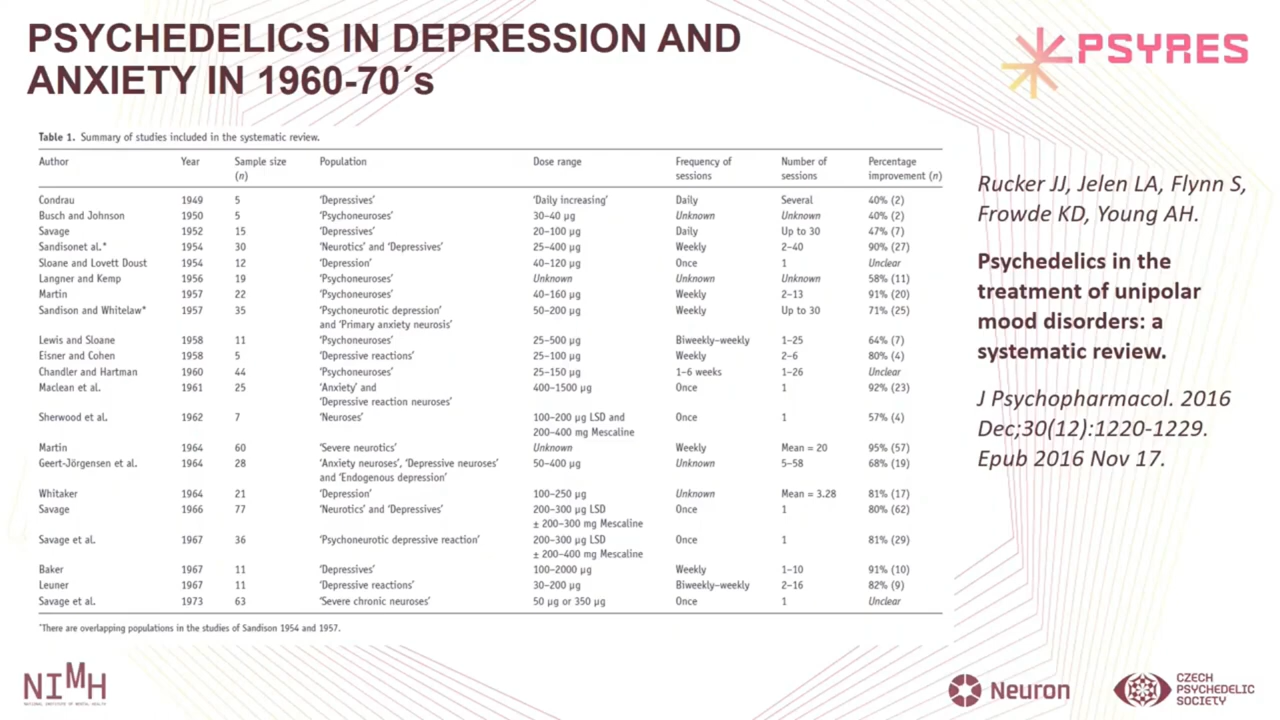 PSYCHEDELICS IN DEPRESSION AND
ANXIETY IN 1960-70´s
PSYRES
Table 1. Summary of studies included in the systematic review.
Author Year Sample size (n) Population Dose range Frequency of sessions Number of sessions Percentage improvement (n)
Condrau 1949 5 'Depressives' 'Daily increasing' Daily Several 40% (2)
Busch and Johnson 1950 5 'Psychoneuroses' 30–40 µg Unknown Unknown 40% (2)
Savage 1952 15 'Depressives' 20–100 µg Daily Up to 30 47% (7)
Sandisonet al.* 1954 30 'Neurotics' and 'Depressives' 25–400 µg Weekly 2–40 90% (27)
Sloane and Lovett Doust 1954 12 'Depression' 40–120 µg Once 1 Unclear
Langner and Kemp 1956 19 'Psychoneuroses' Unknown Unknown Unknown 58% (11)
Martin 1957 22 'Psychoneuroses' 40–160 µg Weekly 2–13 91% (20)
Sandison and Whitelaw* 1957 35 'Psychoneurotic depression' 50–200 µg Weekly Up to 30 71% (25)
and 'Primary anxiety neurosis'
Lewis and Sloane 1958 11 'Psychoneuroses' 25–500 µg Biweekly–weekly 1–25 64% (7)
Eisner and Cohen 1958 5 'Depressive reactions' 25–100 µg Weekly 2–6 80% (4)
Chandler and Hartman 1960 44 'Psychoneuroses' 25–150 µg 1–6 weeks 1–26 Unclear
Maclean et al. 1961 25 'Anxiety' and 400–1500 µg Once 1 92% (23)
'Depressive reaction neuroses'
Sherwood et al. 1962 7 'Neuroses' 100–200 µg LSD and Once 1 57% (4)
200–400 mg Mescaline
Martin 1964 60 'Severe neurotics' Unknown Weekly Mean = 20 95% (57)
Geert-Jörgensen et al. 1964 28 'Anxiety neuroses', 'Depressive neuroses' 50–400 µg Unknown 5–58 68% (19)
and 'Endogenous depression'
Whitaker 1964 21 'Depression' 100–250 µg Unknown Mean = 3.28 81% (17)
Savage 1966 77 'Neurotics' and 'Depressives' 200–300 µg LSD Once 1 80% (62)
± 200–300 mg Mescaline
Savage et al. 1967 36 'Psychoneurotic depressive reaction' 200–300 µg LSD Once 1 81% (29)
± 200–400 mg Mescaline
Baker 1967 11 'Depressives' 100–2000 µg Weekly 1–10 91% (10)
Leuner 1967 11 'Depressive reactions' 30–200 µg Biweekly–weekly 2–16 82% (9)
Savage et al. 1973 63 'Severe chronic neuroses' 50 µg or 350 µg Once 1 Unclear
*There are overlapping populations in the studies of Sandison 1954 and 1957.
Rucker JJ, Jelen LA, Flynn S,
Frowde KD, Young AH.
Psychedelics in the
treatment of unipolar
mood disorders: a
systematic review.
J Psychopharmacol. 2016
Dec;30(12):1220-1229.
Epub 2016 Nov 17.
NIMH
NATIONAL INSTITUTE OF MENTAL HEALTH
Neuron
CZECH
PSYCHEDELIC
SOCIETY